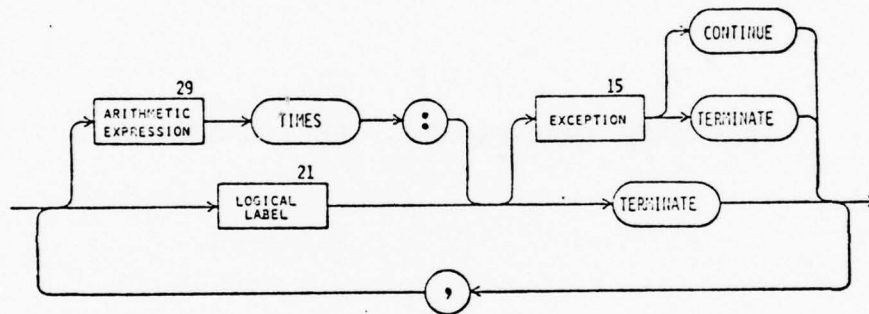 CONTINUE
29
15
ARITHMETIC
EXPRESSION
TIMES
:
EXCEPTION
TERMINATE
21
LOGICAL
LABEL
TERMINATE
,